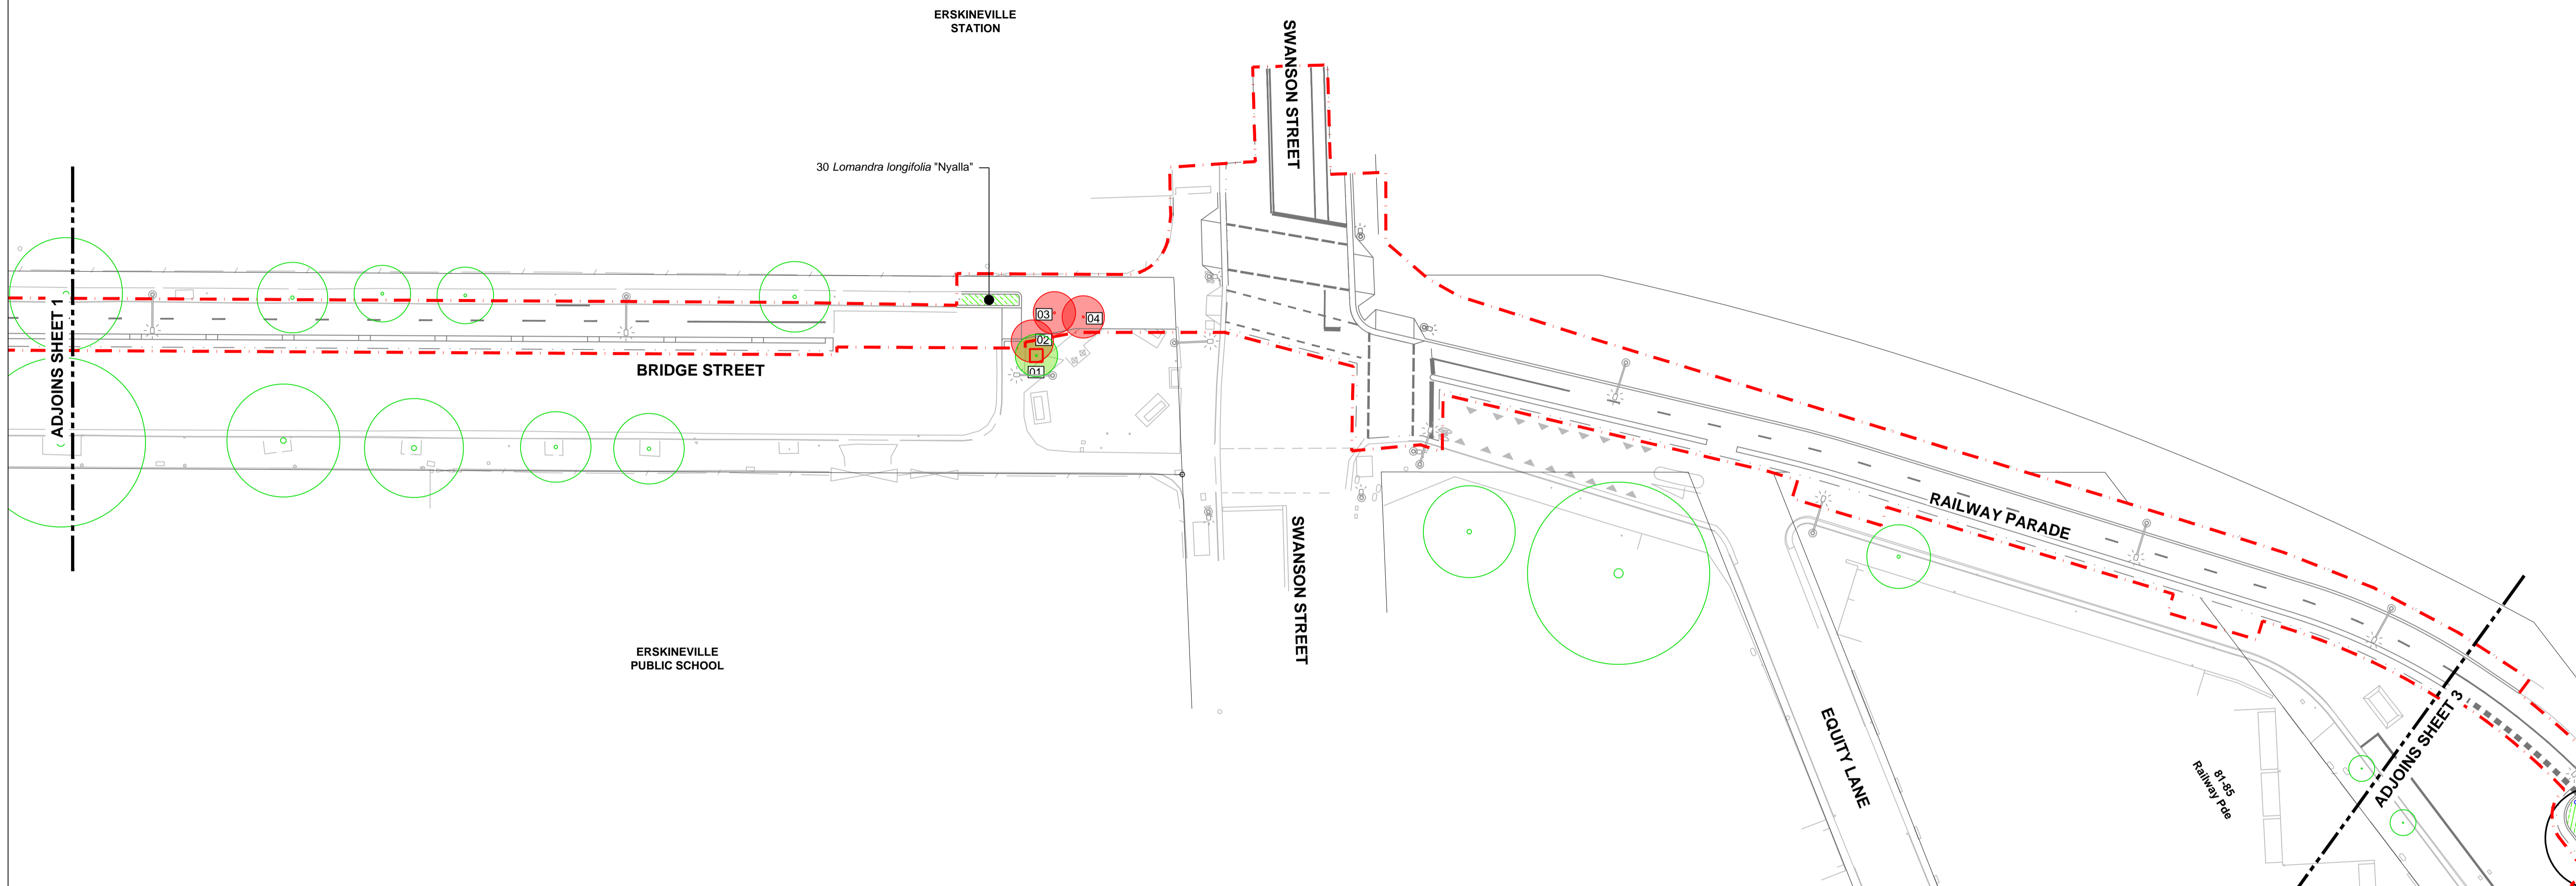 ERSKINEVILLE
STATION
SWANSON STREET
30 Lomandra longifolia "Nyalla"
ADJOINS SHEET 1
03
04
02
01
BRIDGE STREET
RAILWAY PARADE
SWANSON STREET
ERSKINEVILLE
PUBLIC SCHOOL
EQUITY LANE
ADJOINS SHEET 3
81-85
Railway Pde